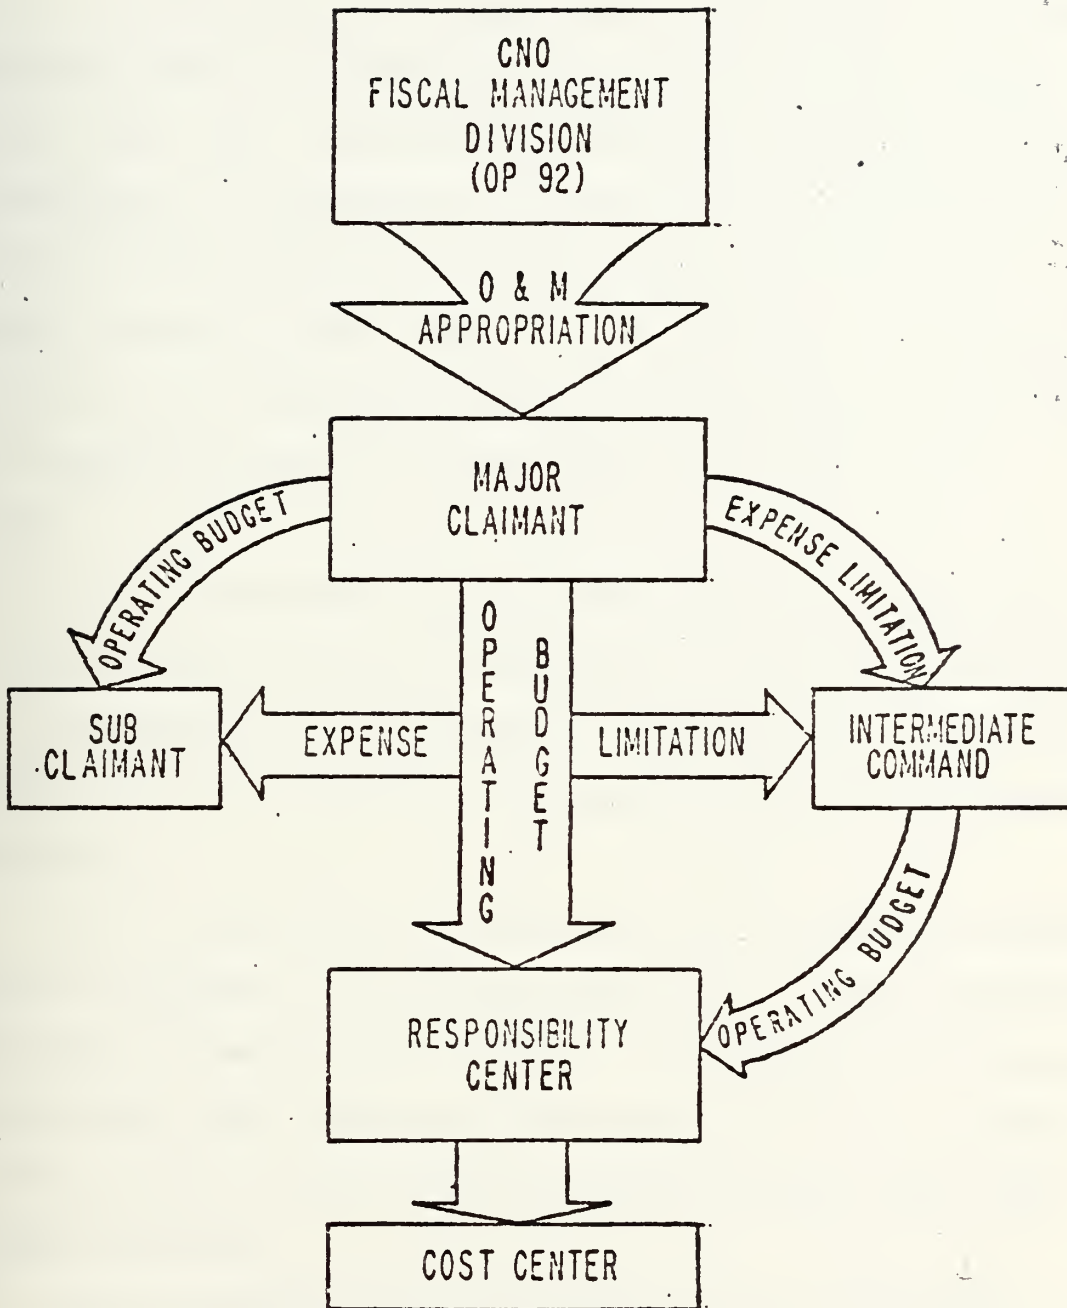 CNO
FISCAL MANAGEMENT
DIVISION
(OP 92)
O & M
APPROPRIATION
MAJOR
CLAIMANT
OPERATING BUDGET
EXPENSE LIMITATION
OPERATING
BUDGET
SUB
CLAIMANT
EXPENSE
LIMITATION
INTERMEDIATE
COMMAND
OPERATING BUDGET
RESPONSIBILITY
CENTER
COST CENTER